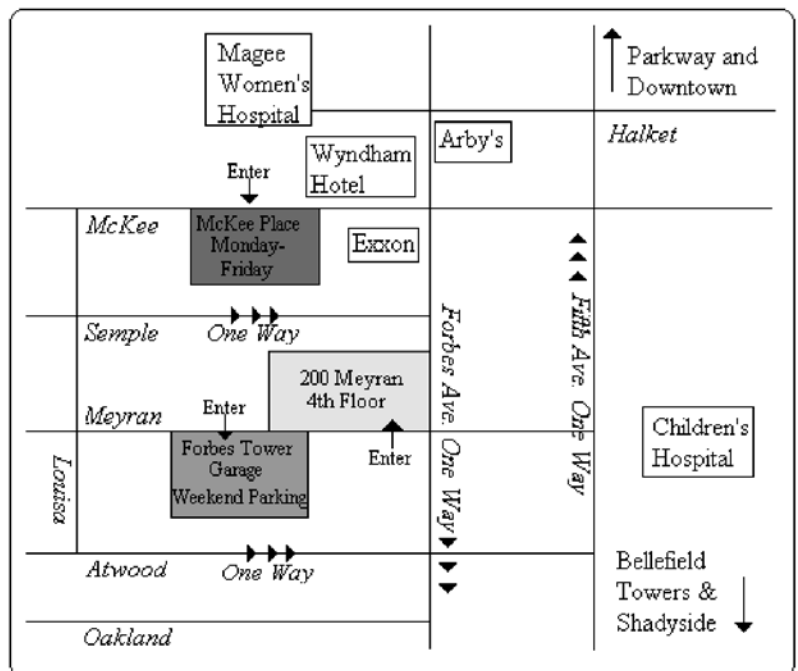 Magee
Women's
Hospital
Parkway and
Downtown
Halket
Arby's
Wyndham
Hotel
Enter
McKee
McKee Place
Monday-
Friday
Exxon
Semple
One Way
Forbes Ave. One Way
Fifth Ave. One Way
200 Meyran
4th Floor
Meyran
Enter
Enter
Forbes Tower
Garage
Weekend Parking
Louisa
Children's
Hospital
Atwood
One Way
Bellefield
Towers &
Shadyside
Oakland